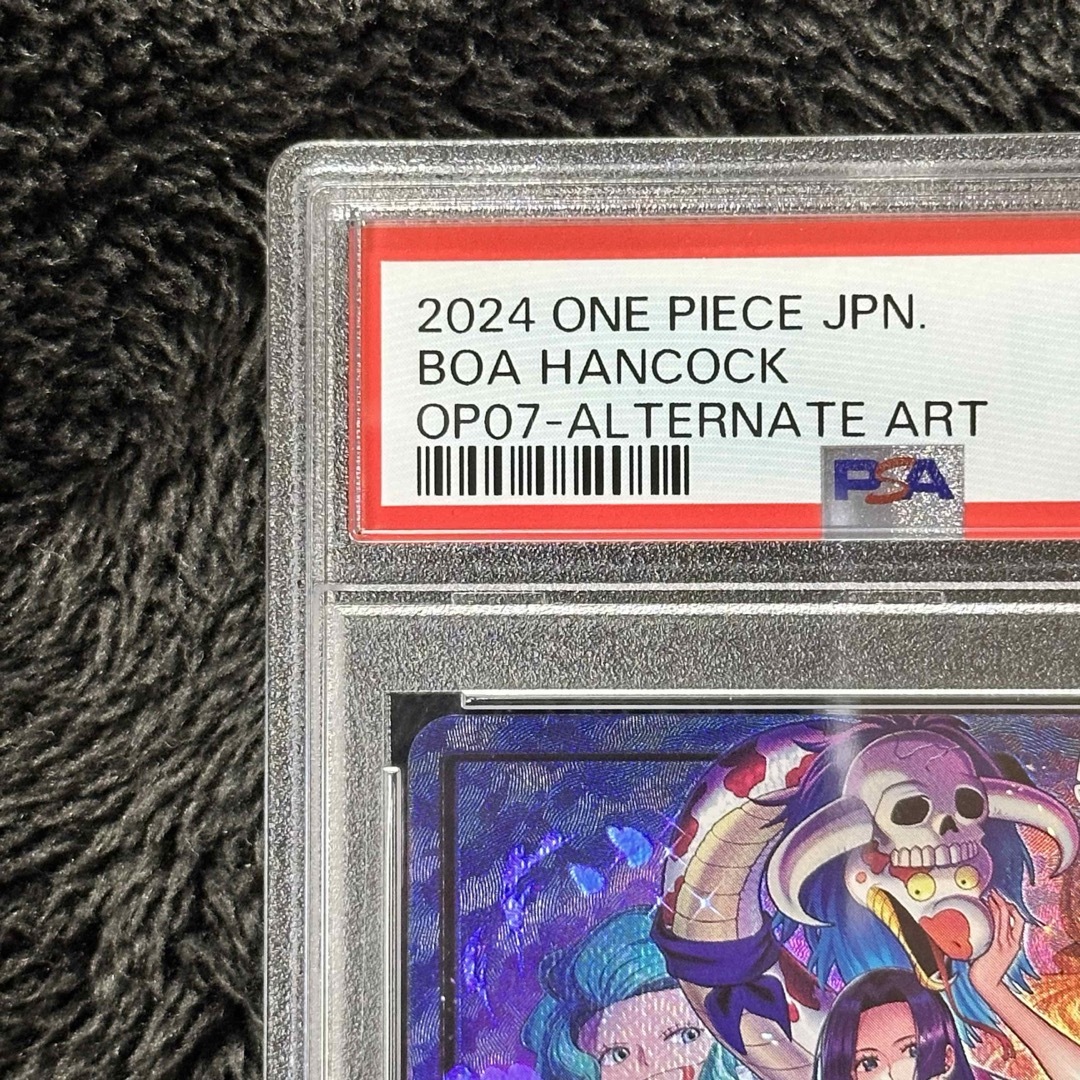 2024 ONE PIECE JPN.
BOA HANCOCK
OP07-ALTERNATE ART
PSA